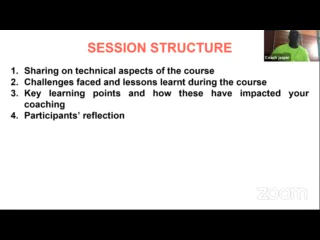 SESSION STRUCTURE
1. Sharing on technical aspects of the course
2. Challenges faced and lessons learnt during the course
3. Key learning points and how these have impacted your
coaching
4. Participants' reflection
Coach jasper
zoom